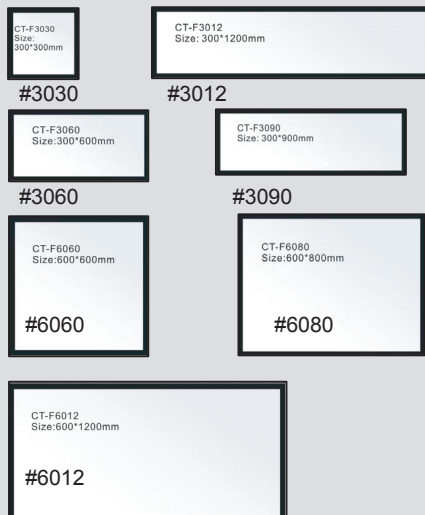 CT-F3030
Size:
300*300mm
CT-F3012
Size: 300*1200mm
#3030
#3012
CT-F3060
Size:300*600mm
CT-F3090
Size: 300*900mm
#3060
#3090
CT-F6060
Size:600*600mm
CT-F6080
Size:600*800mm
#6060
#6080
CT-F6012
Size:600*1200mm
#6012